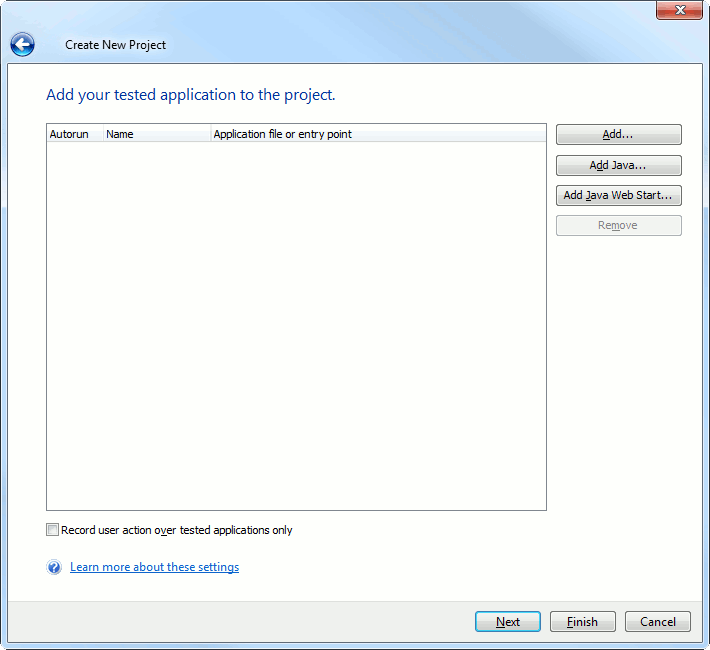 Create New Project
Add your tested application to the project.
Autorun Name Application file or entry point
Add...
Add Java...
Add Java Web Start...
Remove
Record user action over tested applications only
Learn more about these settings
Next Finish Cancel